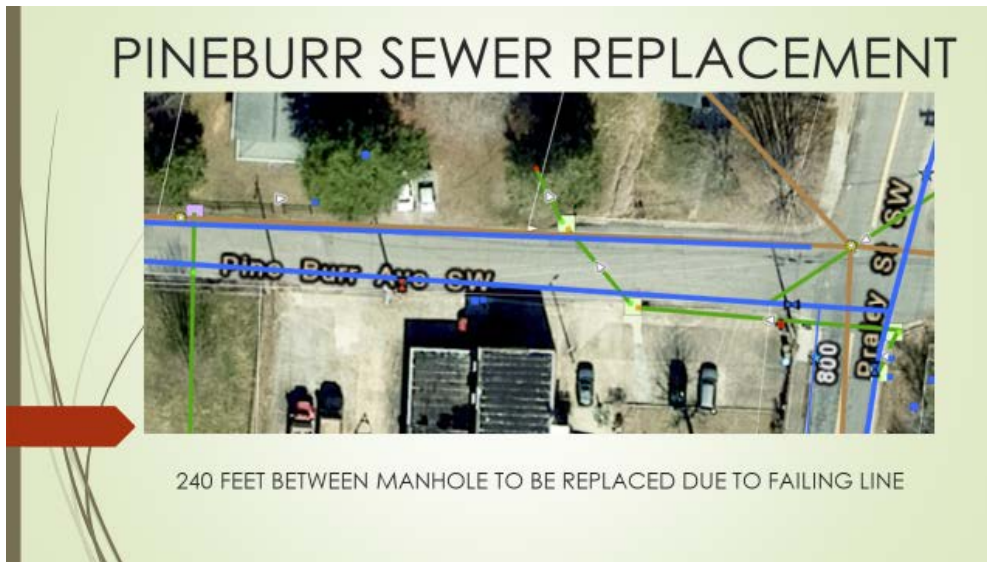 PINEBURR SEWER REPLACEMENT
Pine Burr Ave SW
800
Praley St SW
240 FEET BETWEEN MANHOLE TO BE REPLACED DUE TO FAILING LINE